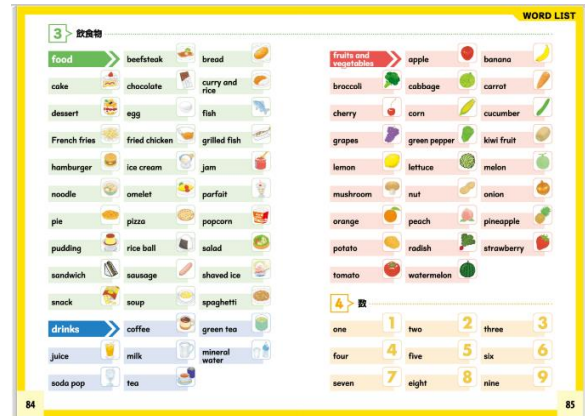 WORD LIST
3 飲食物
food beefsteak bread
cake chocolate curry and rice
dessert egg fish
French fries fried chicken grilled fish
hamburger ice cream jam
noodle omelet parfait
pie pizza popcorn
pudding rice ball salad
sandwich sausage shaved ice
snack soup spaghetti
drinks coffee green tea
juice milk mineral water
soda pop tea
84
fruits and vegetables apple banana
broccoli cabbage carrot
cherry corn cucumber
grapes green pepper kiwi fruit
lemon lettuce melon
mushroom nut onion
orange peach pineapple
potato radish strawberry
tomato watermelon
4 数
one 1 two 2 three 3
four 4 five 5 six 6
seven 7 eight 8 nine 9
85